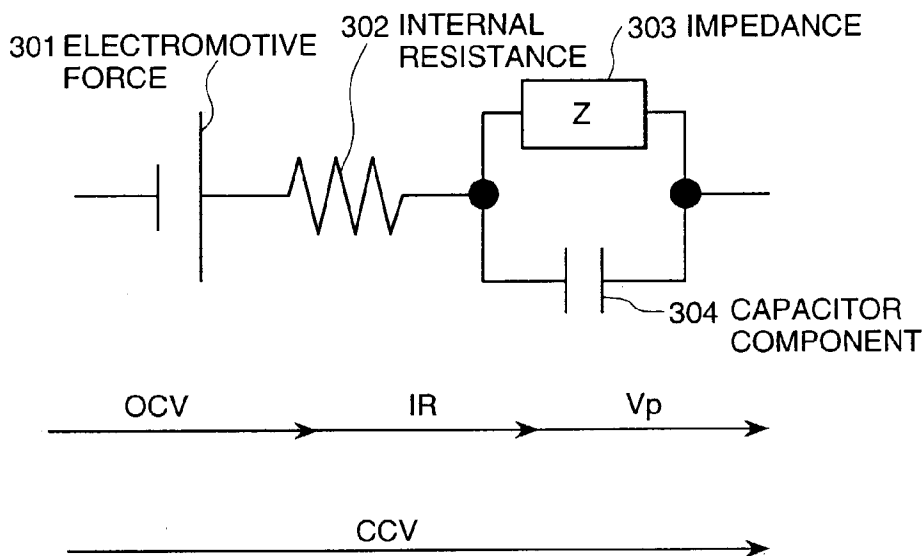 301 ELECTROMOTIVE
FORCE
302 INTERNAL
RESISTANCE
303 IMPEDANCE
Z
304 CAPACITOR
COMPONENT
OCV
IR
Vp
CCV